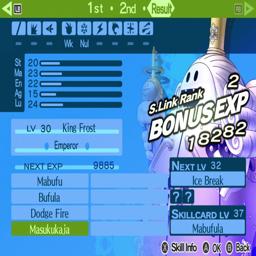 1st · 2nd · Result
Wk Nul
St 20
Ma 23
En 22
Ag 15
Lu 24
S.Link Rank 2
BONUS EXP
18282
LV 30 King Frost
Emperor
NEXT EXP 9885
Mabufu
Bufula
Dodge Fire
Masukukaja
NEXT LV 32
Ice Break
? ?
SKILLCARD LV 37
Mabufula
Skill Info OK Back